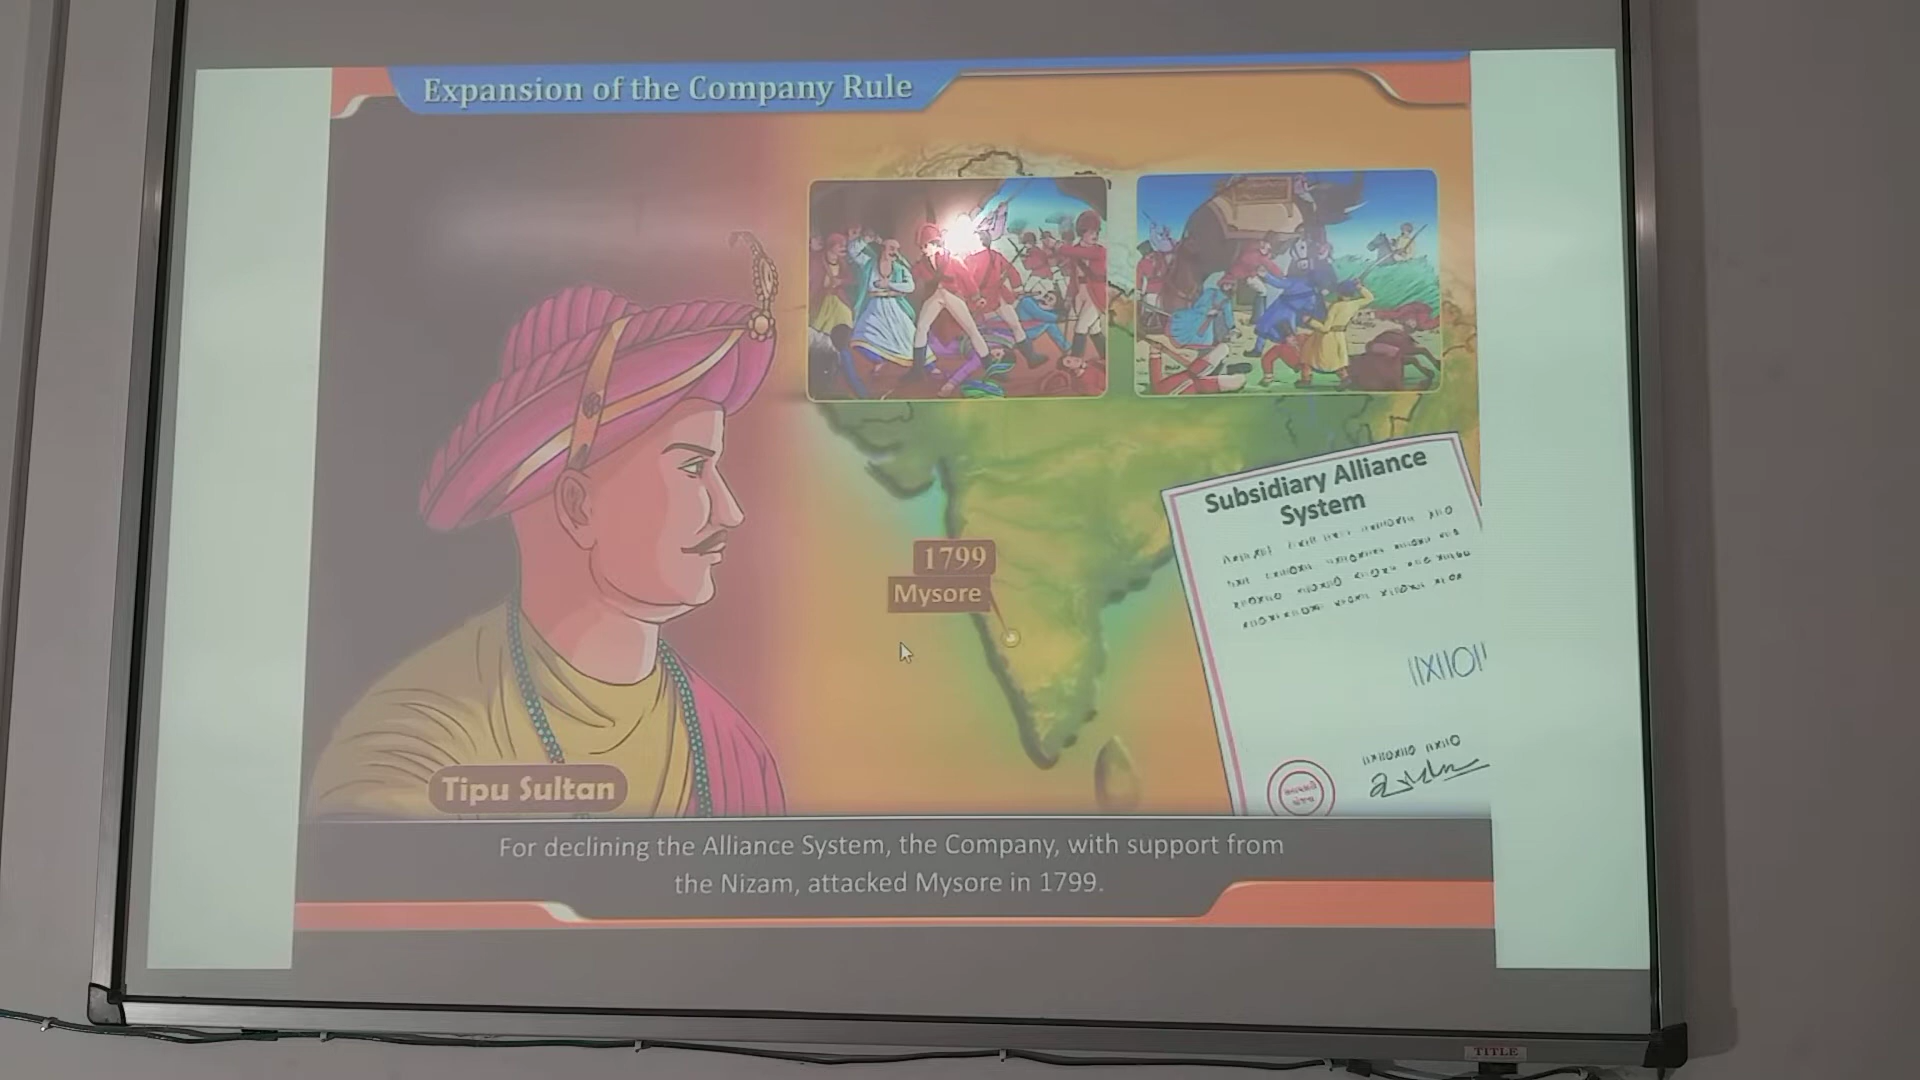 Expansion of the Company Rule
Subsidiary Alliance
System
1799
Mysore
Tipu Sultan
For declining the Alliance System, the Company, with support from
the Nizam, attacked Mysore in 1799.
TITLE